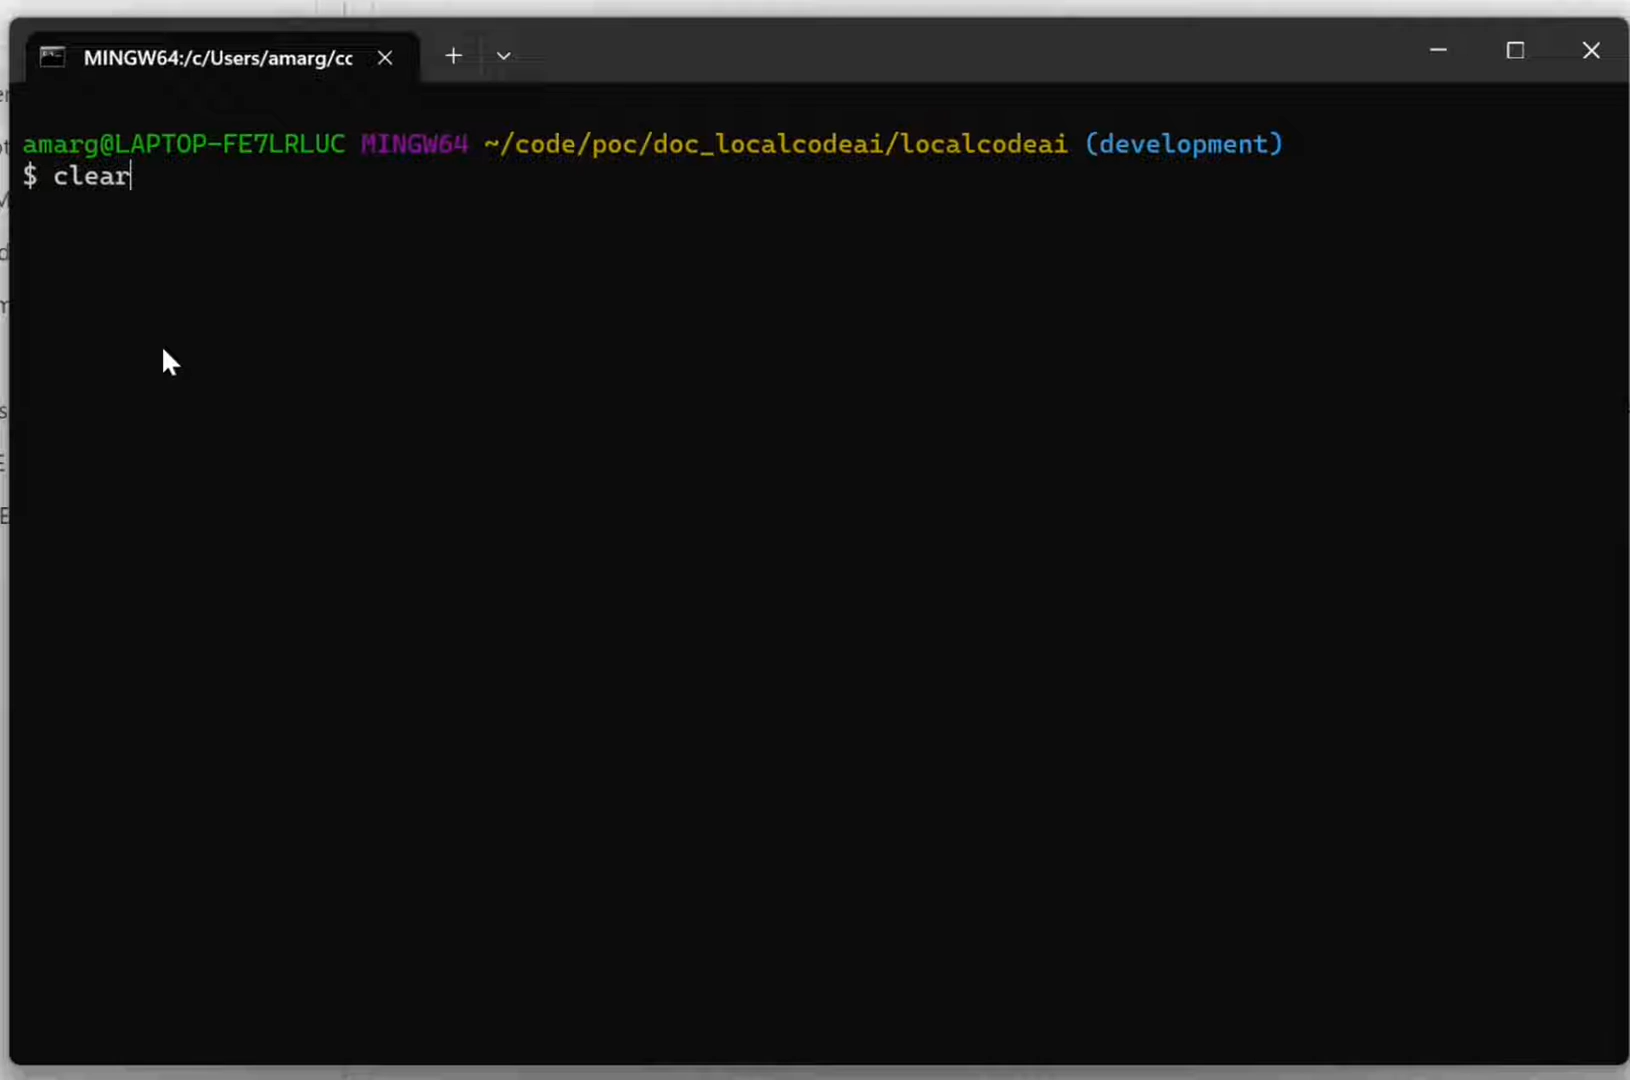 MINGW64:/c/Users/amarg/cc
amarg@LAPTOP-FE7LRLUC MINGW64 ~/code/poc/doc_localcodeai/localcodeai (development)
$ clear